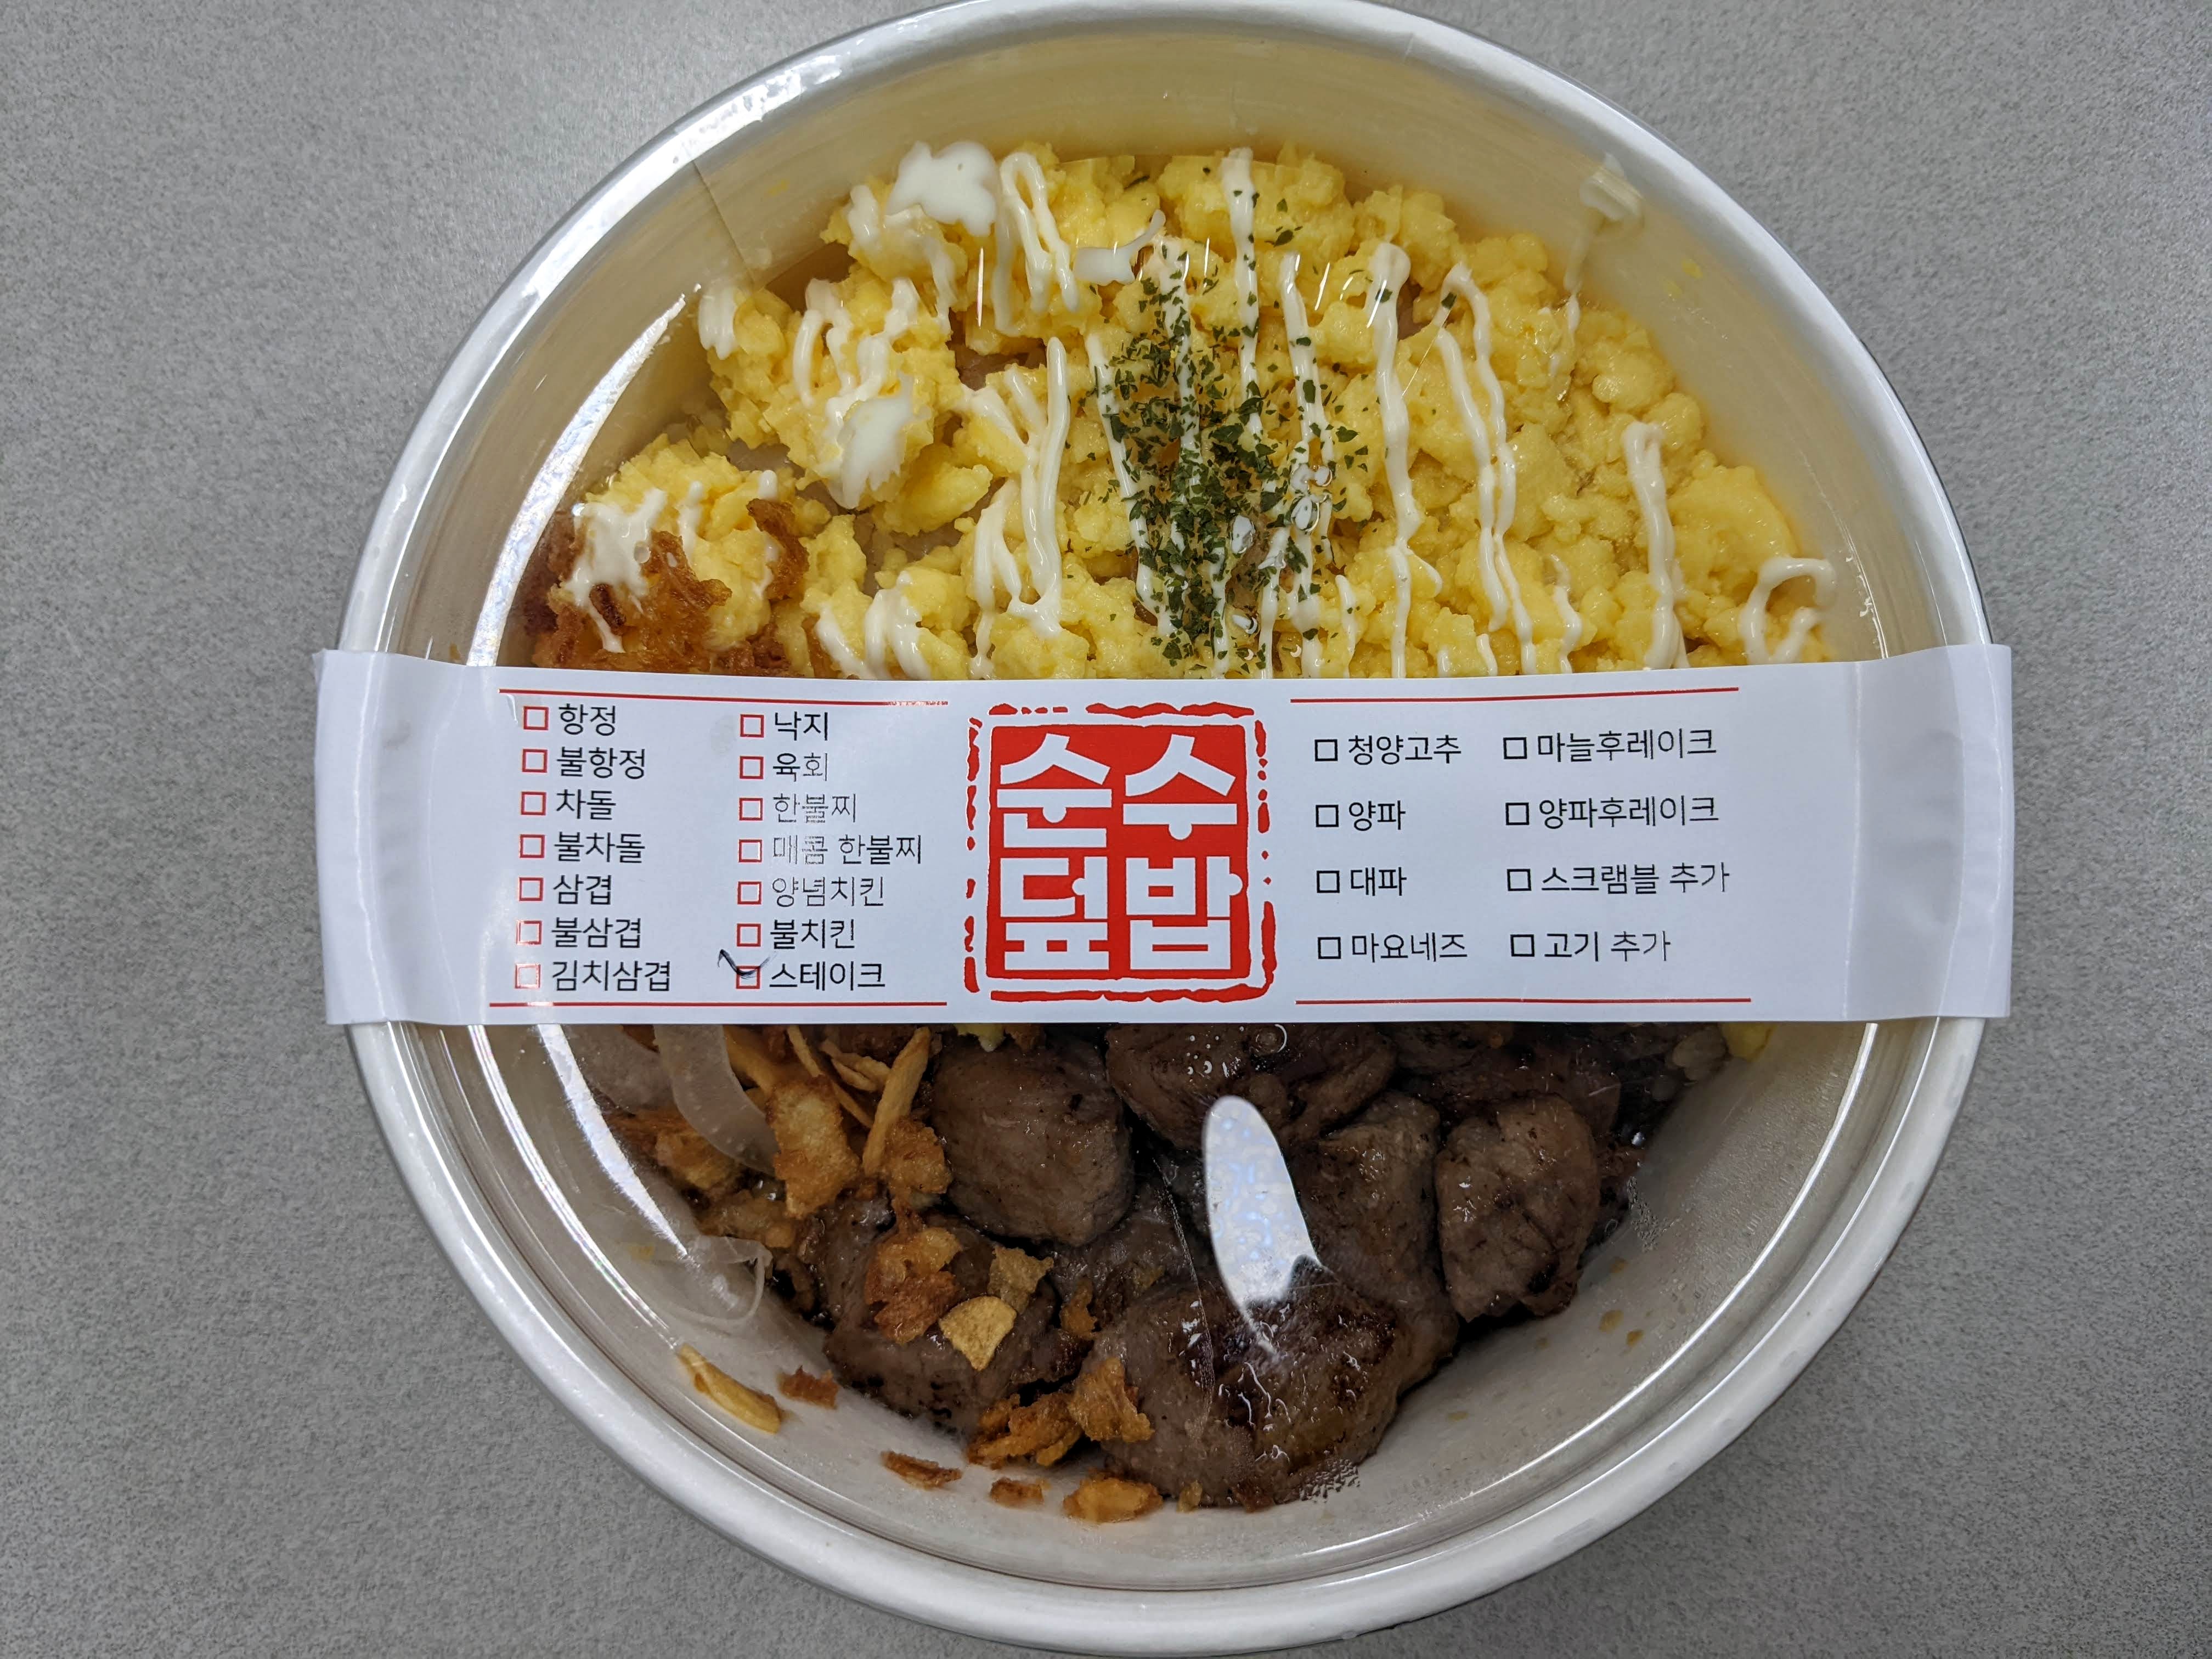 □ 항정
□ 불항정
□ 차돌
□ 불차돌
□ 삼겹
□ 불삼겹
□ 김치삼겹
□ 낙지
□ 육회
□ 한불찌
□ 매콤 한불찌
□ 양념치킨
□ 불치킨
□ 스테이크
순수
덮밥
□ 청양고추
□ 양파
□ 대파
□ 마요네즈
□ 마늘후레이크
□ 양파후레이크
□ 스크램블 추가
□ 고기 추가